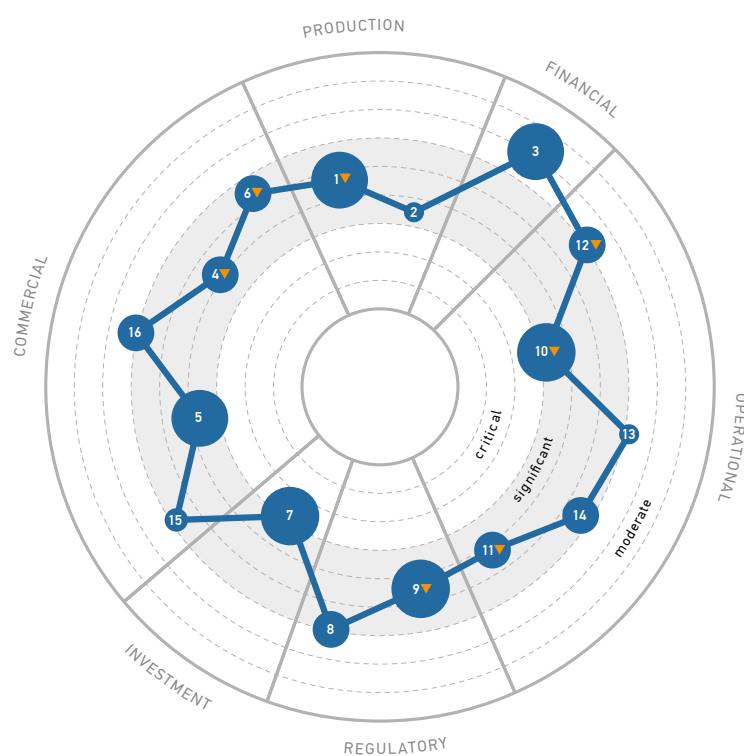 PRODUCTION
FINANCIAL
3
1
2
6
12
4
COMMERCIAL
16
10
5
critical
13
OPERATIONAL
significant
7
15
14
moderate
11
9
8
INVESTMENT
REGULATORY